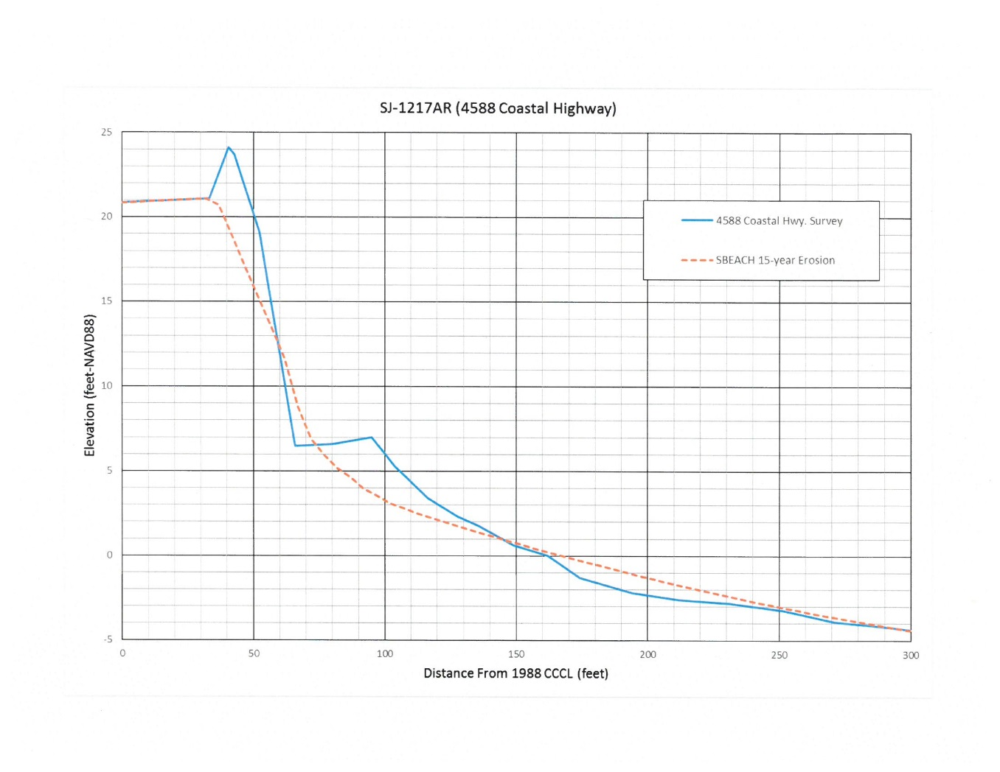 SJ-1217AR (4588 Coastal Highway)
25
20
15
10
5
0
-5
Elevation (feet-NAVD88)
4588 Coastal Hwy. Survey
SBEACH 15-year Erosion
0 50 100 150 200 250 300
Distance From 1988 CCCL (feet)